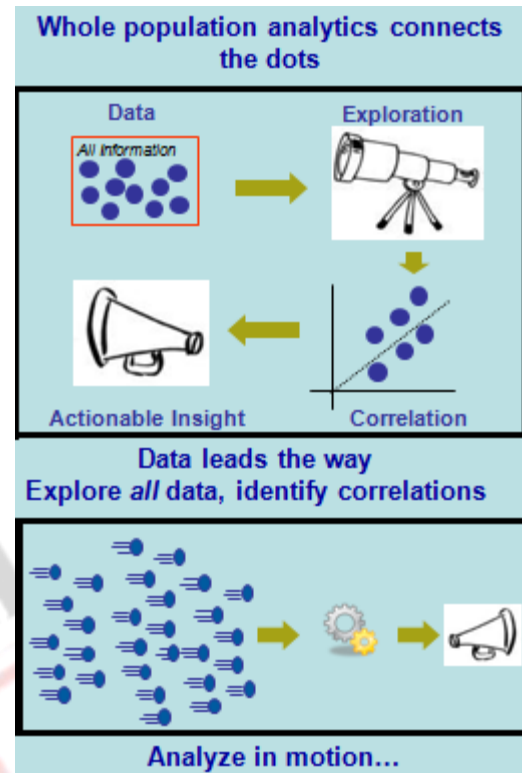 Whole population analytics connects
the dots
Data
Exploration
All Information
Actionable Insight
Correlation
Data leads the way
Explore all data, identify correlations
Analyze in motion…